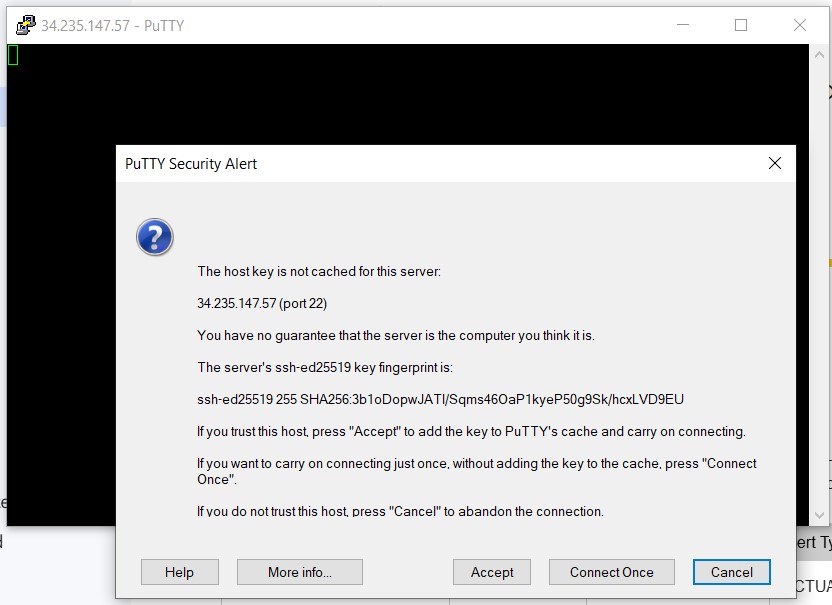 34.235.147.57 - PuTTY
PuTTY Security Alert
The host key is not cached for this server:
34.235.147.57 (port 22)
You have no guarantee that the server is the computer you think it is.
The server's ssh-ed25519 key fingerprint is:
ssh-ed25519 255 SHA256:3b1oDopwJATI/Sqms46OaP1kyeP50g9Sk/hcxLVD9EU
If you trust this host, press "Accept" to add the key to PuTTY's cache and carry on connecting.
If you want to carry on connecting just once, without adding the key to the cache, press "Connect
Once".
If you do not trust this host, press "Cancel" to abandon the connection.
Help
More info...
Accept
Connect Once
Cancel